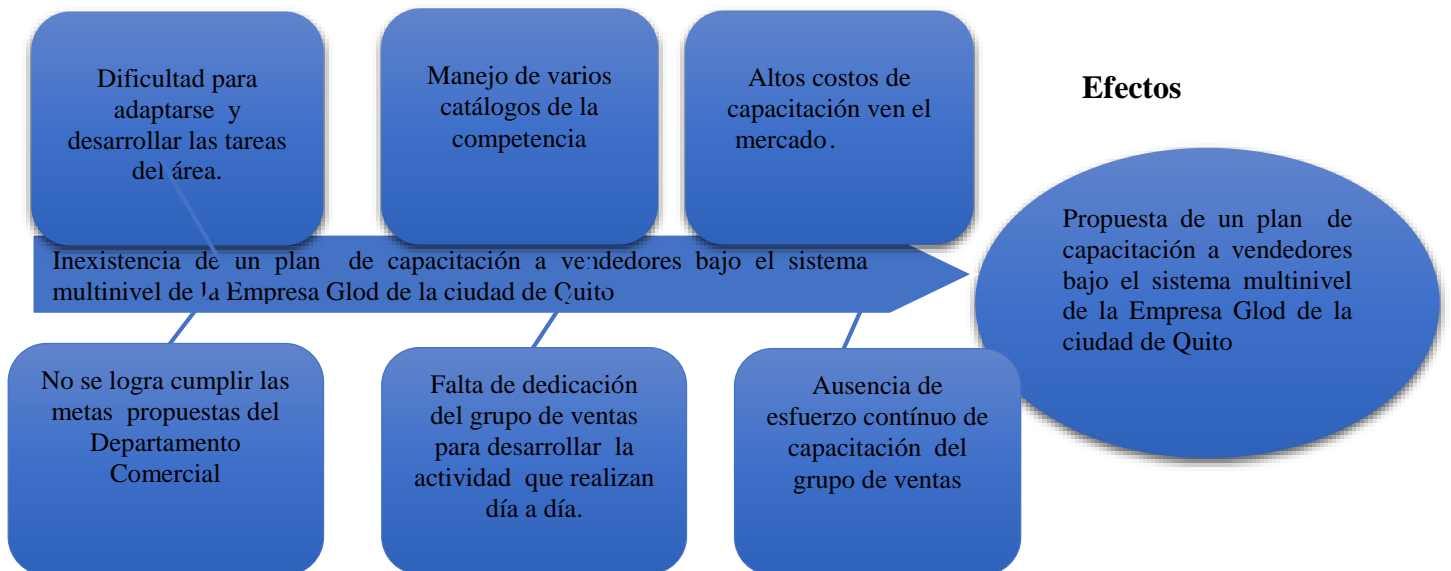 Dificultad para
adaptarse y
desarrollar las tareas
del área.
Manejo de varios
catálogos de la
competencia
Altos costos de
capacitación ven el
mercado.
Efectos
Inexistencia de un plan de capacitación a vendedores bajo el sistema
multinivel de la Empresa Glod de la ciudad de Quito
Propuesta de un plan de
capacitación a vendedores
bajo el sistema multinivel
de la Empresa Glod de la
ciudad de Quito
No se logra cumplir las
metas propuestas del
Departamento
Comercial
Falta de dedicación
del grupo de ventas
para desarrollar la
actividad que realizan
día a día.
Ausencia de
esfuerzo contínuo de
capacitación del
grupo de ventas